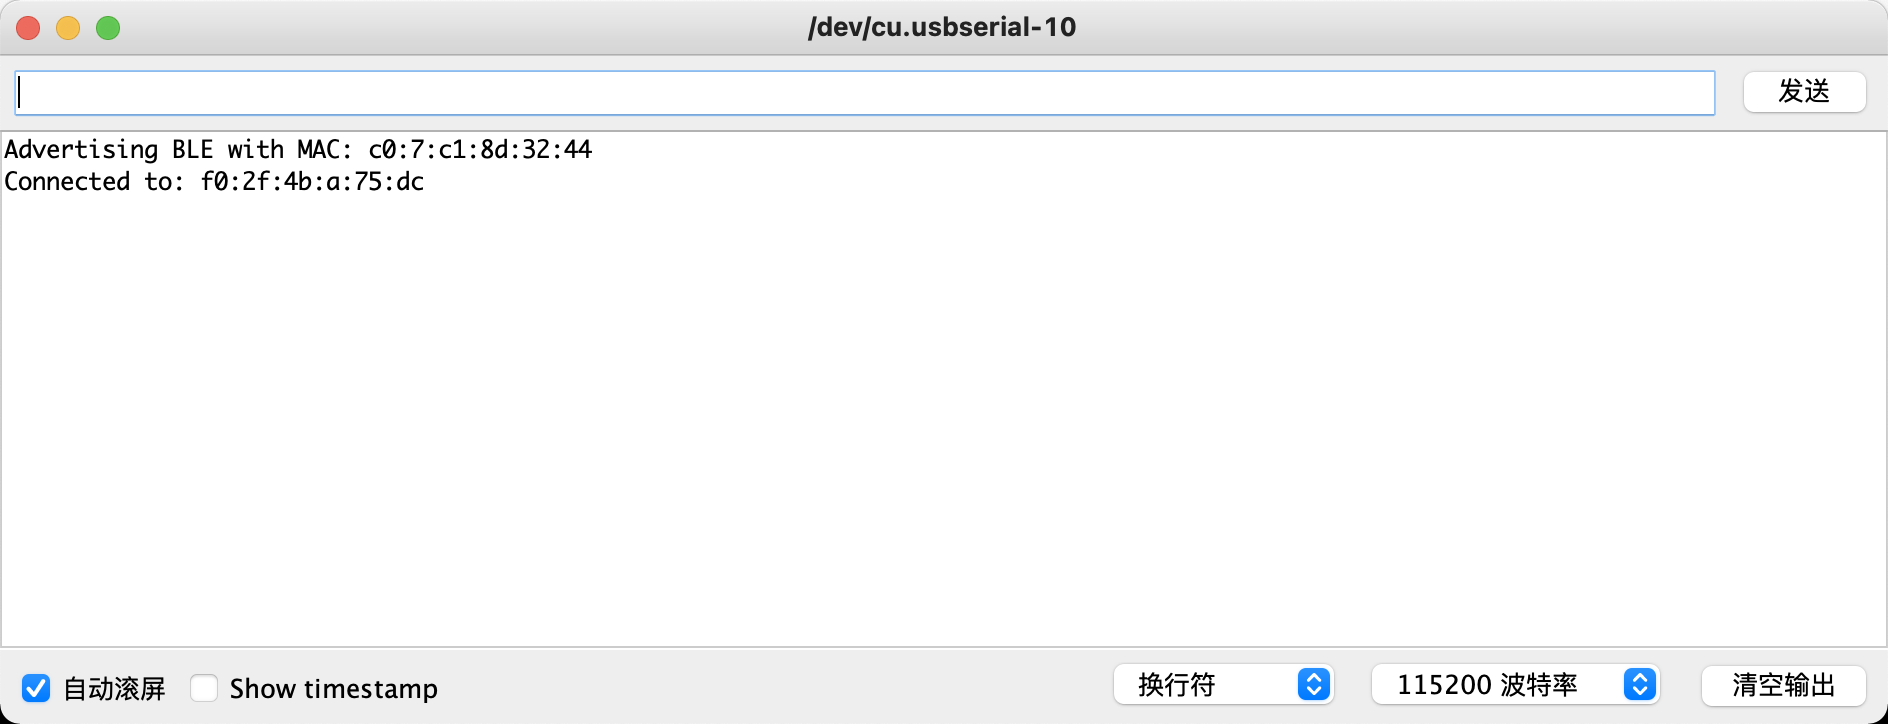 /dev/cu.usbserial-10
发送
Advertising BLE with MAC: c0:7:c1:8d:32:44
Connected to: f0:2f:4b:a:75:dc
自动滚屏 Show timestamp 换行符 115200 波特率 清空输出